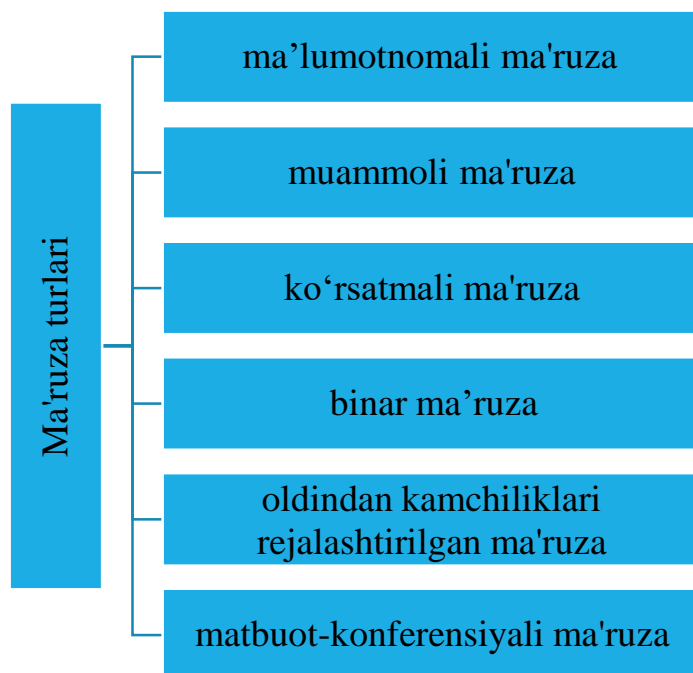 Ma'ruza turlari
ma’lumotnomali ma'ruza
muammoli ma'ruza
ko‘rsatmali ma'ruza
binar ma’ruza
oldindan kamchiliklari
rejalashtirilgan ma'ruza
matbuot-konferensiyali ma'ruza